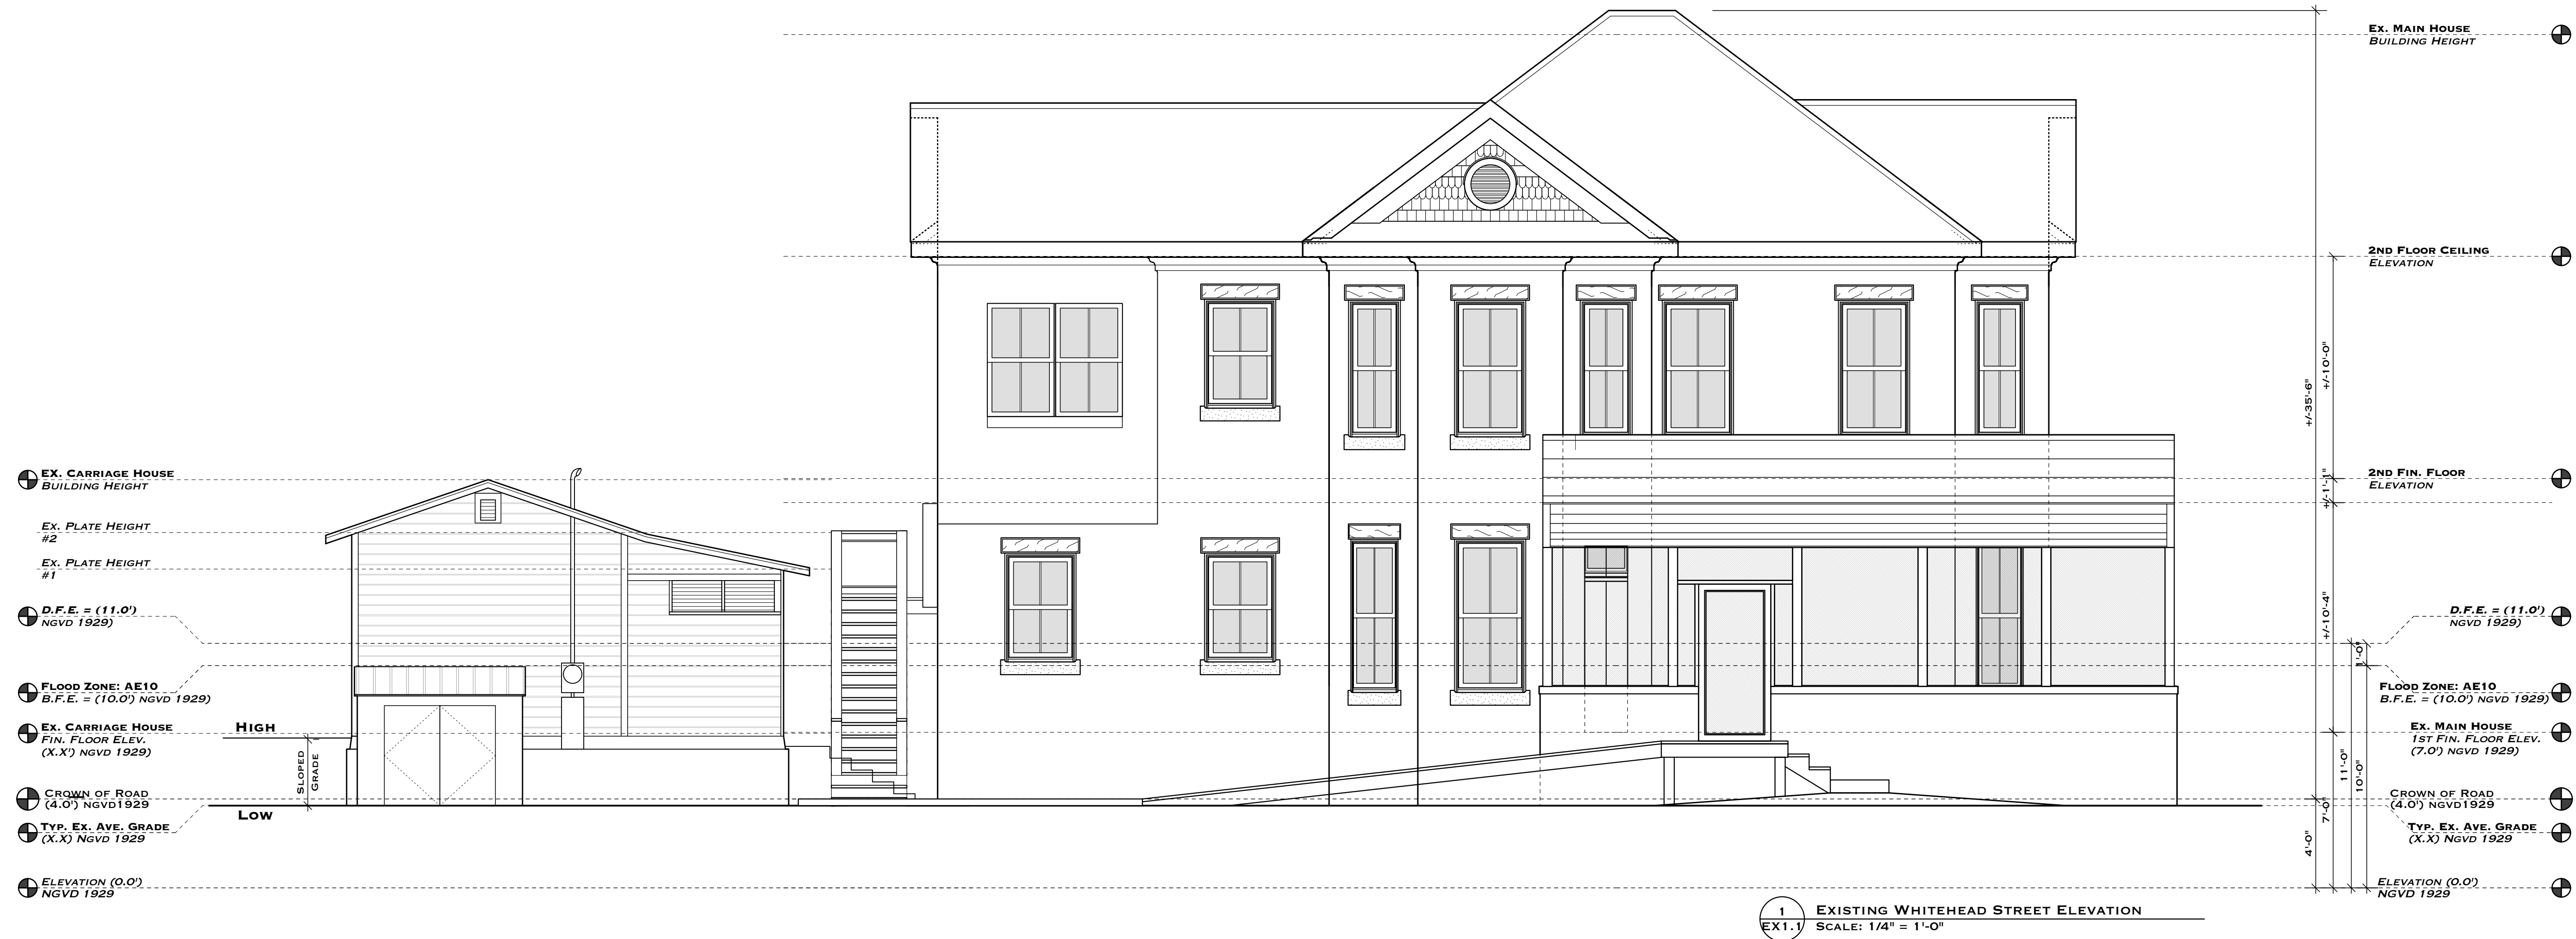 Ex. Main House
Building Height
2nd Floor Ceiling
Elevation
EX. Carriage House
Building Height
Ex. Plate Height
#2
Ex. Plate Height
#1
D.F.E. = (11.0')
NGVD 1929)
Flood Zone: AE10
B.F.E. = (10.0') NGVD 1929)
Ex. Carriage House
Fin. Floor Elev.
(X.X') NGVD 1929)
Crown of Road
(4.0') NGVD1929
Typ. Ex. Ave. Grade
(X.X) NGVD 1929
Elevation (0.0')
NGVD 1929
High
Low
Sloped
Grade
+/-35'-6"
+/-10'-0"
+/-1'-1"
+/-10'-4"
1'-0"
11'-0"
10'-0"
7'-0"
4'-0"
2nd Fin. Floor
Elevation
D.F.E. = (11.0')
NGVD 1929)
Flood Zone: AE10
B.F.E. = (10.0') NGVD 1929)
Ex. Main House
1st Fin. Floor Elev.
(7.0') NGVD 1929)
Crown of Road
(4.0') NGVD1929
Typ. Ex. Ave. Grade
(X.X) NGVD 1929
Elevation (0.0')
NGVD 1929
1
EX1.1
Existing Whitehead Street Elevation
Scale: 1/4" = 1'-0"